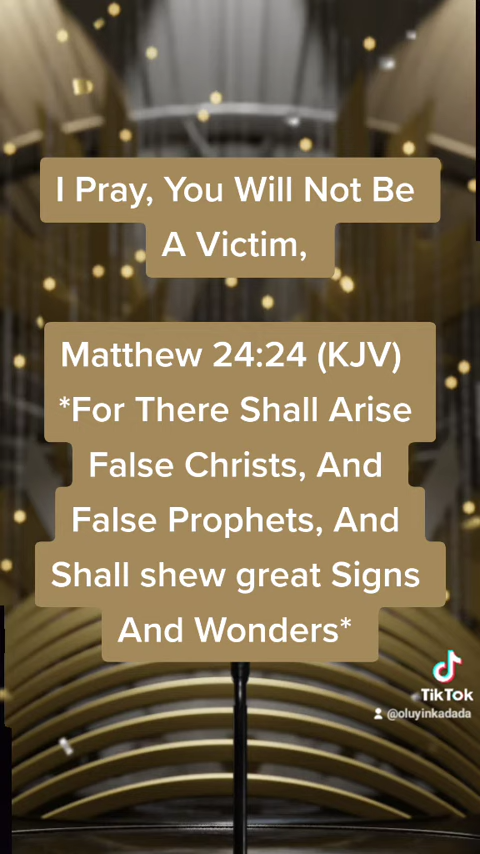 I Pray, You Will Not Be
A Victim,
Matthew 24:24 (KJV)
*For There Shall Arise
False Christs, And
False Prophets, And
Shall shew great Signs
And Wonders*
TikTok
@oluyinkadada